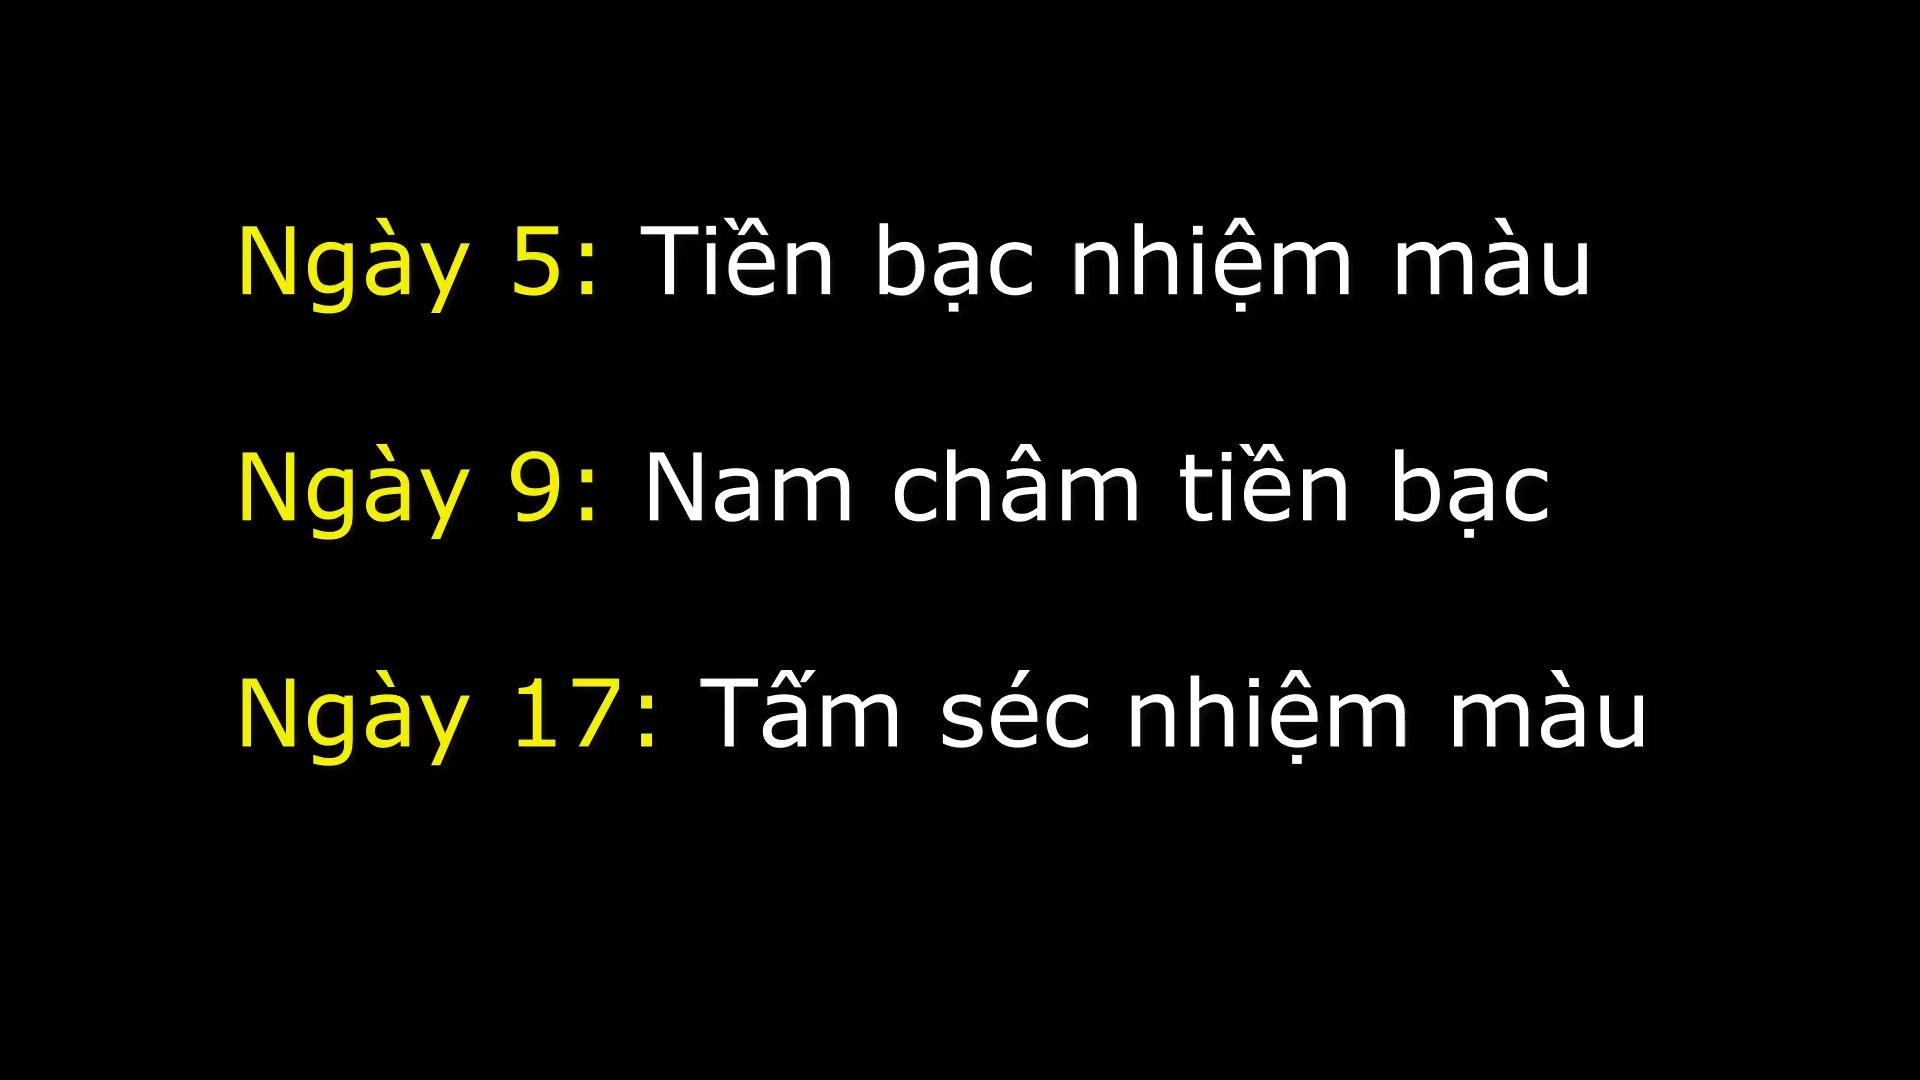 Ngày 5: Tiền bạc nhiệm màu
Ngày 9: Nam châm tiền bạc
Ngày 17: Tấm séc nhiệm màu